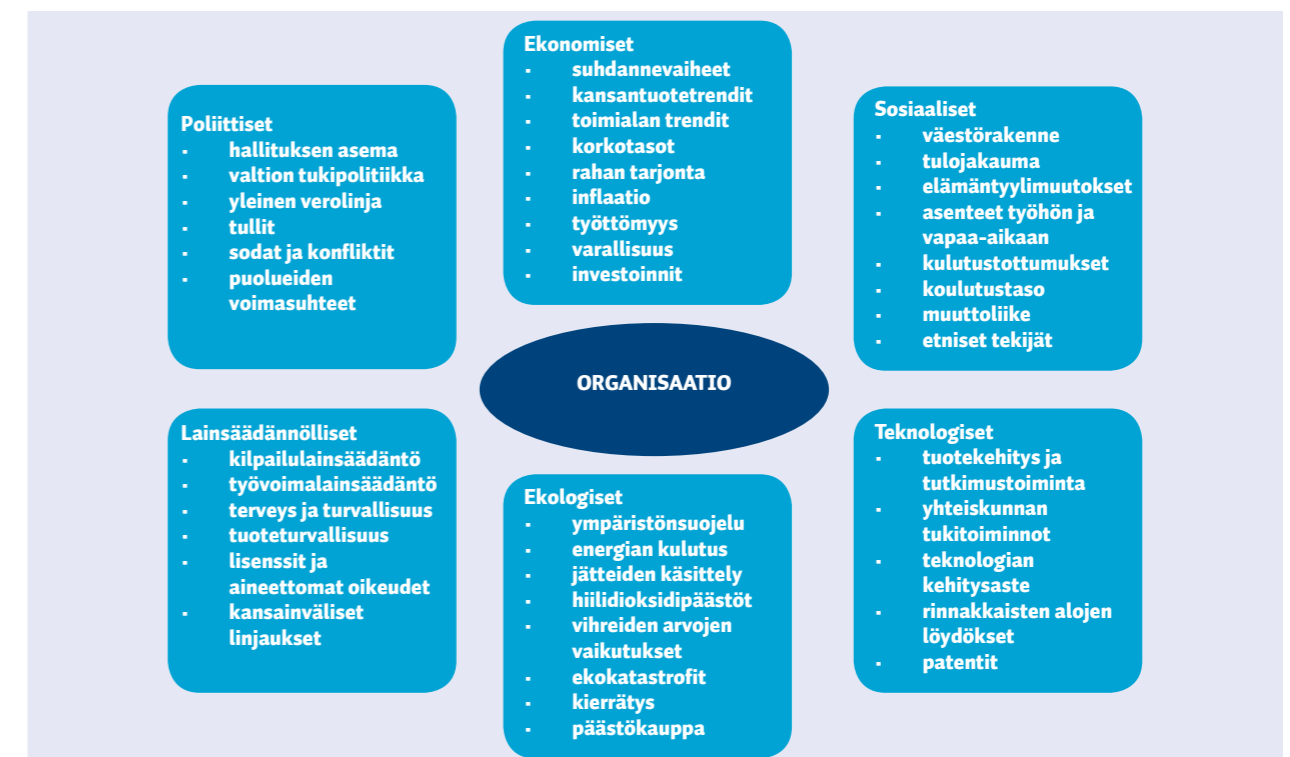 Poliittiset
- hallituksen asema
- valtion tukipolitiikka
- yleinen verolinja
- tullit
- sodat ja konfliktit
- puolueiden
voimasuhteet
Ekonomiset
- suhdannevaiheet
- kansantuotetrendit
- toimialan trendit
- korkotasot
- rahan tarjonta
- inflaatio
- työttömyys
- varallisuus
- investoinnit
Sosiaaliset
- väestörakenne
- tulojakauma
- elämäntyylimuutokset
- asenteet työhön ja
vapaa-aikaan
- kulutustottumukset
- koulutustaso
- muuttoliike
- etniset tekijät
ORGANISAATIO
Lainsäädännölliset
- kilpailulainsäädäntö
- työvoimalainsäädäntö
- terveys ja turvallisuus
- tuoteturvallisuus
- lisenssit ja
aineettomat oikeudet
- kansainväliset
linjaukset
Ekologiset
- ympäristönsuojelu
- energian kulutus
- jätteiden käsittely
- hiilidioksidipäästöt
- vihreiden arvojen
vaikutukset
- ekokatastrofit
- kierrätys
- päästökauppa
Teknologiset
- tuotekehitys ja
tutkimustoiminta
- yhteiskunnan
tukitoiminnot
- teknologian
kehitysaste
- rinnakkaisten alojen
löydökset
- patentit